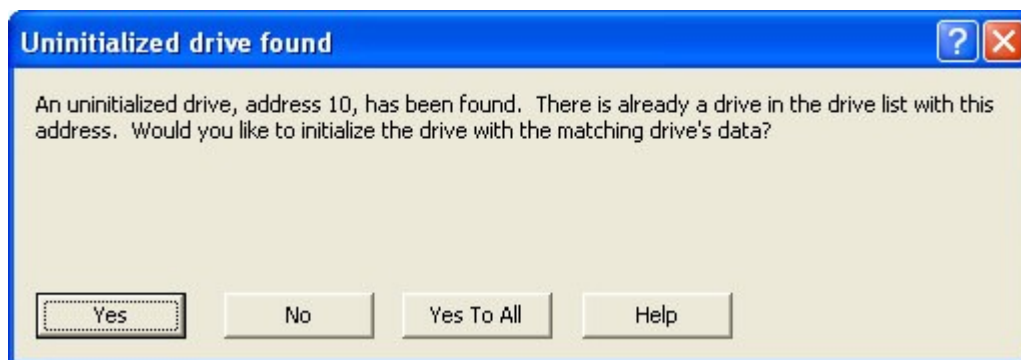 Uninitialized drive found
An uninitialized drive, address 10, has been found.  There is already a drive in the drive list with this
address.  Would you like to initialize the drive with the matching drive's data?
Yes No Yes To All Help